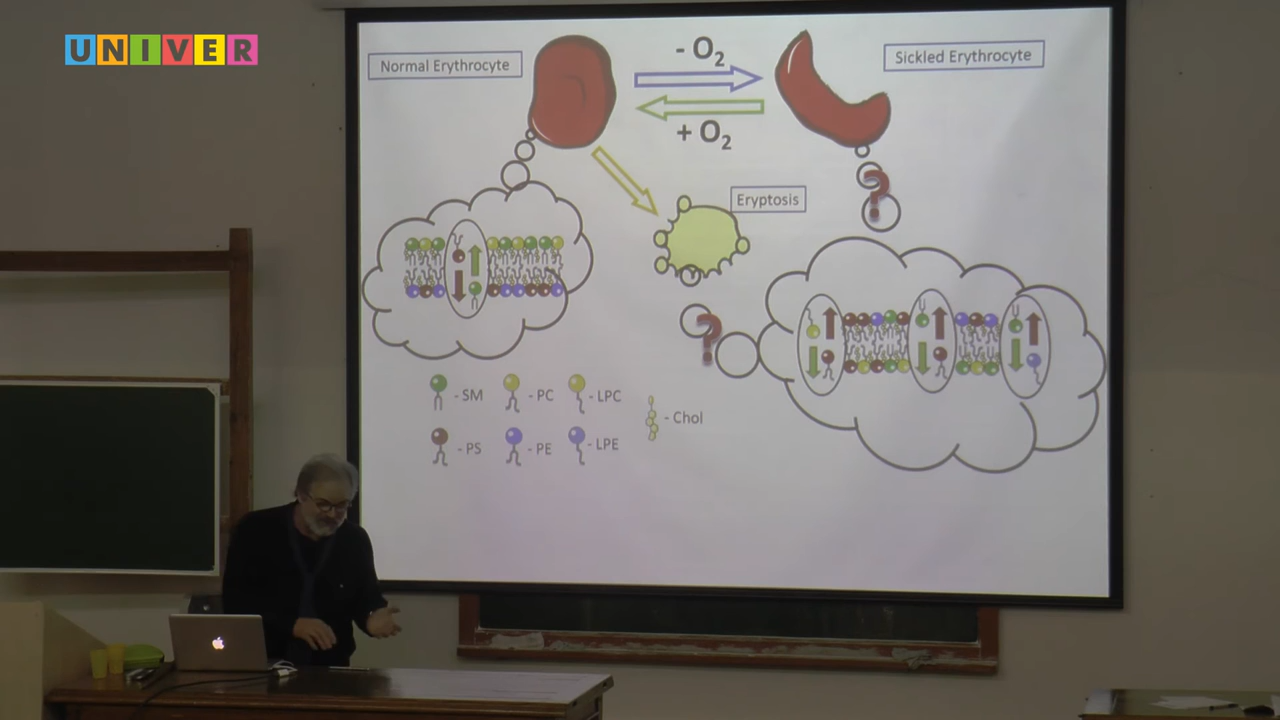 UNIVER
Normal Erythrocyte
- O2
Sickled Erythrocyte
+ O2
Eryptosis
?
?
- SM
- PC
- LPC
- Chol
- PS
- PE
- LPE